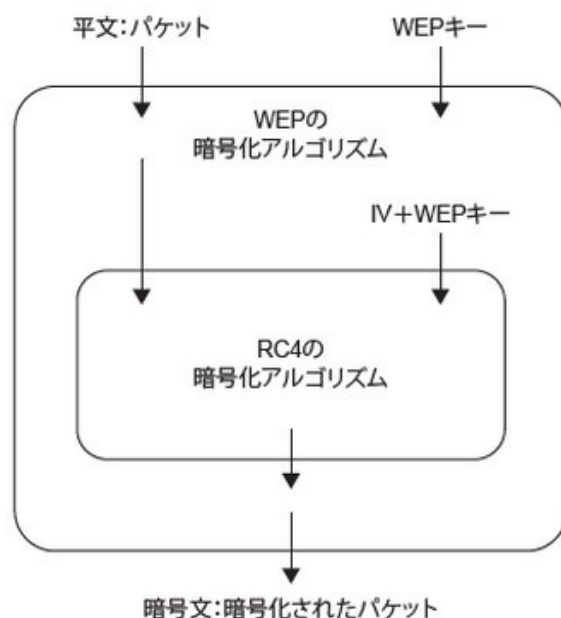 平文：パケット
WEPキー
WEPの
暗号化アルゴリズム
IV＋WEPキー
RC4の
暗号化アルゴリズム
暗号文：暗号化されたパケット